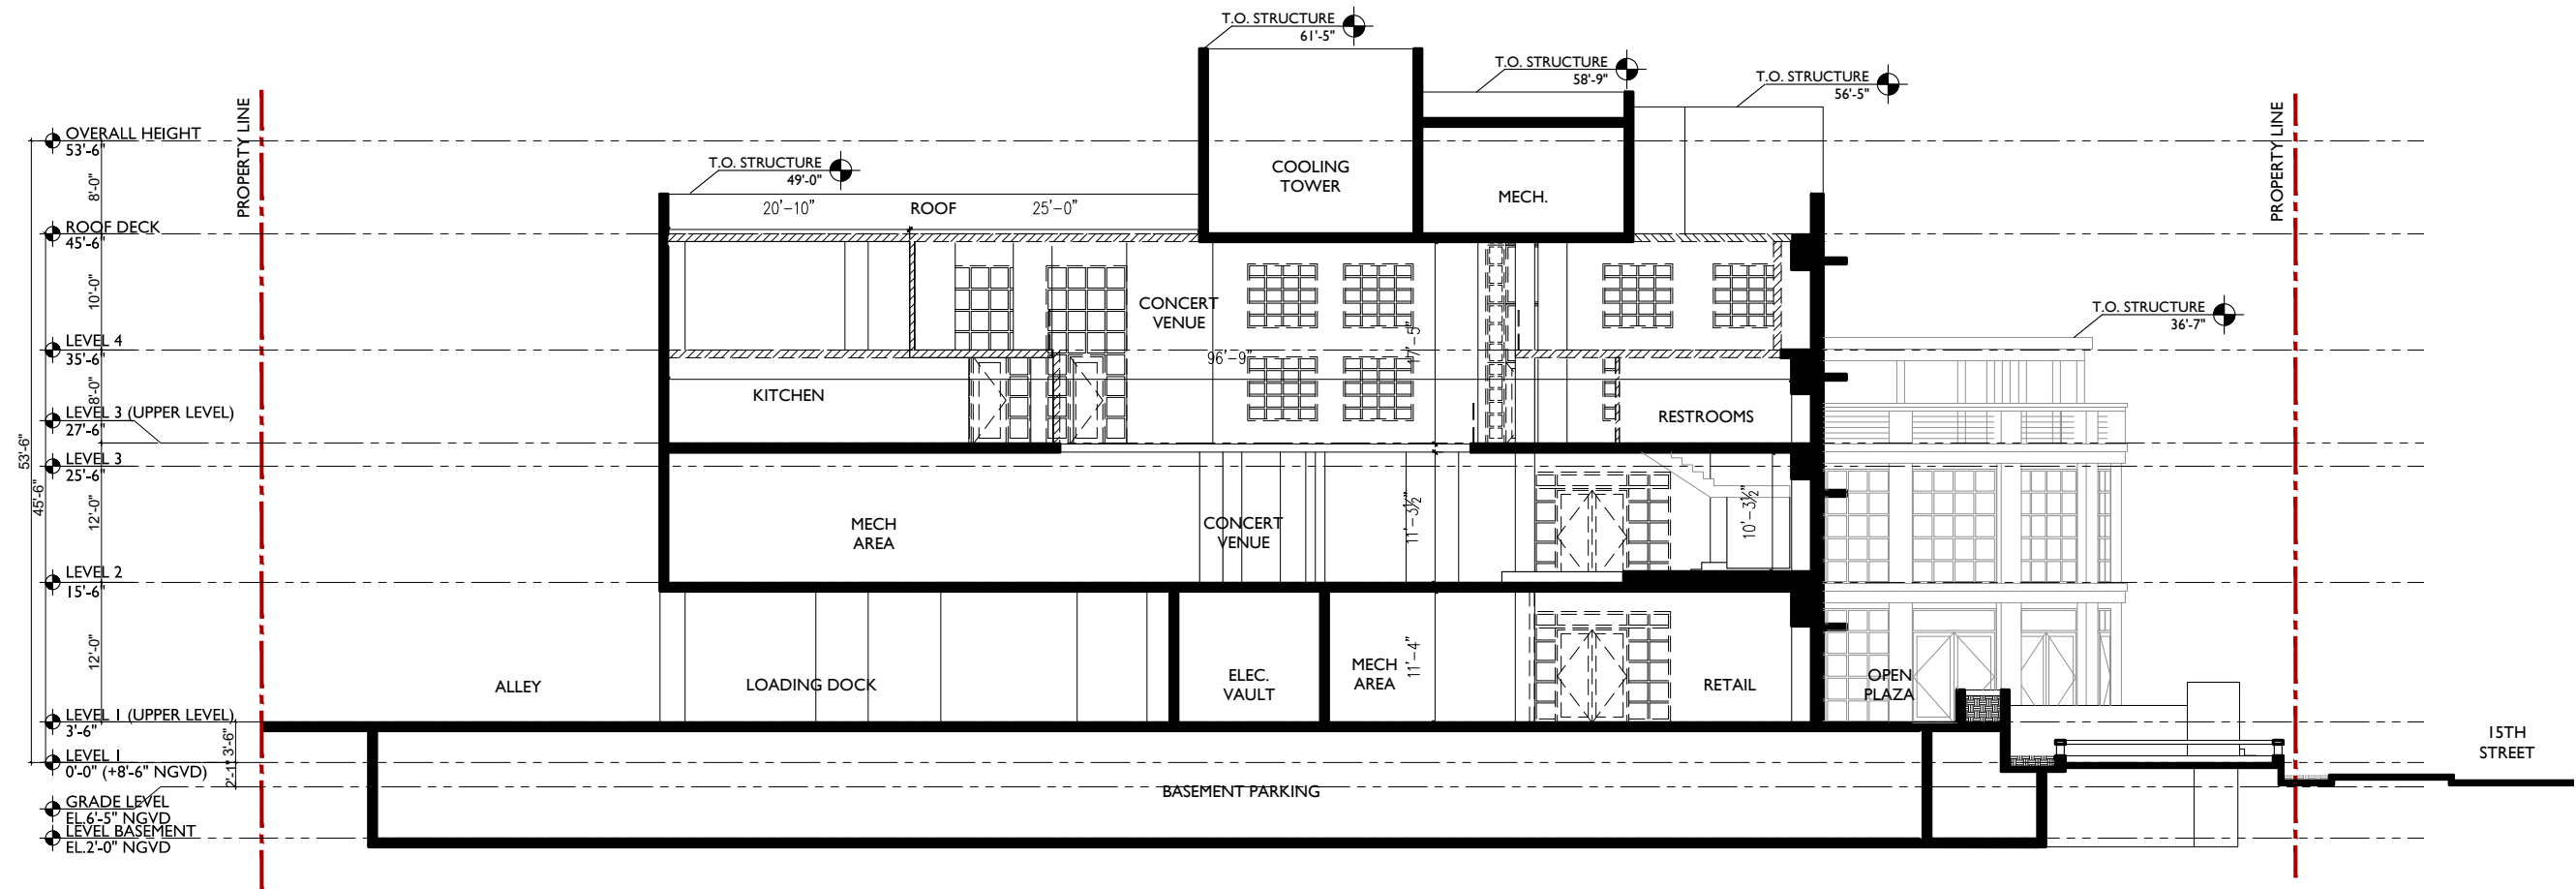 T.O. STRUCTURE
61'-5"
T.O. STRUCTURE
58'-9"
T.O. STRUCTURE
56'-5"
PROPERTY LINE
PROPERTY LINE
OVERALL HEIGHT
53'-6"
T.O. STRUCTURE
49'-0"
COOLING
TOWER
MECH.
8'-0"
20'-10"
ROOF
25'-0"
ROOF DECK
45'-6"
10'-0"
CONCERT
VENUE
17'-5"
T.O. STRUCTURE
36'-7"
LEVEL 4
35'-6"
96'-9"
8'-0"
KITCHEN
RESTROOMS
LEVEL 3 (UPPER LEVEL)
27'-6"
53'-6"
LEVEL 3
25'-6"
45'-6"
12'-0"
MECH
AREA
CONCERT
VENUE
11'-3½"
10'-3½"
LEVEL 2
15'-6"
12'-0"
ALLEY
LOADING DOCK
ELEC.
VAULT
MECH
AREA
11'-4"
RETAIL
OPEN
PLAZA
LEVEL 1 (UPPER LEVEL)
3'-6"
3'-6"
15TH
STREET
LEVEL 1
0'-0" (+8'-6" NGVD)
2'-1"
BASEMENT PARKING
GRADE LEVEL
EL.6'-5" NGVD
LEVEL BASEMENT
EL.2'-0" NGVD